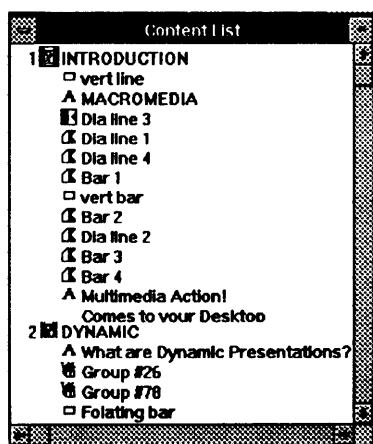 Content List
1 INTRODUCTION
vert line
A MACROMEDIA
Dia line 3
Dia line 1
Dia line 4
Bar 1
vert bar
Bar 2
Dia line 2
Bar 3
Bar 4
A Multimedia Action!
Comes to your Desktop
2 DYNAMIC
A What are Dynamic Presentations?
Group #26
Group #78
Folating bar